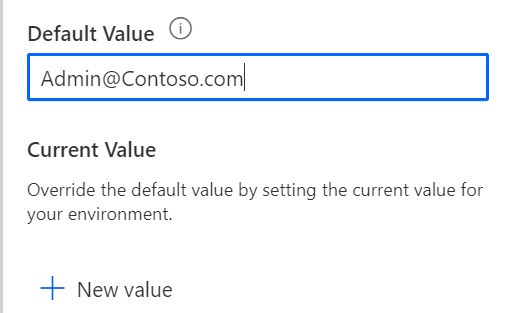 Default Value
Admin@Contoso.com
Current Value
Override the default value by setting the current value for
your environment.
New value